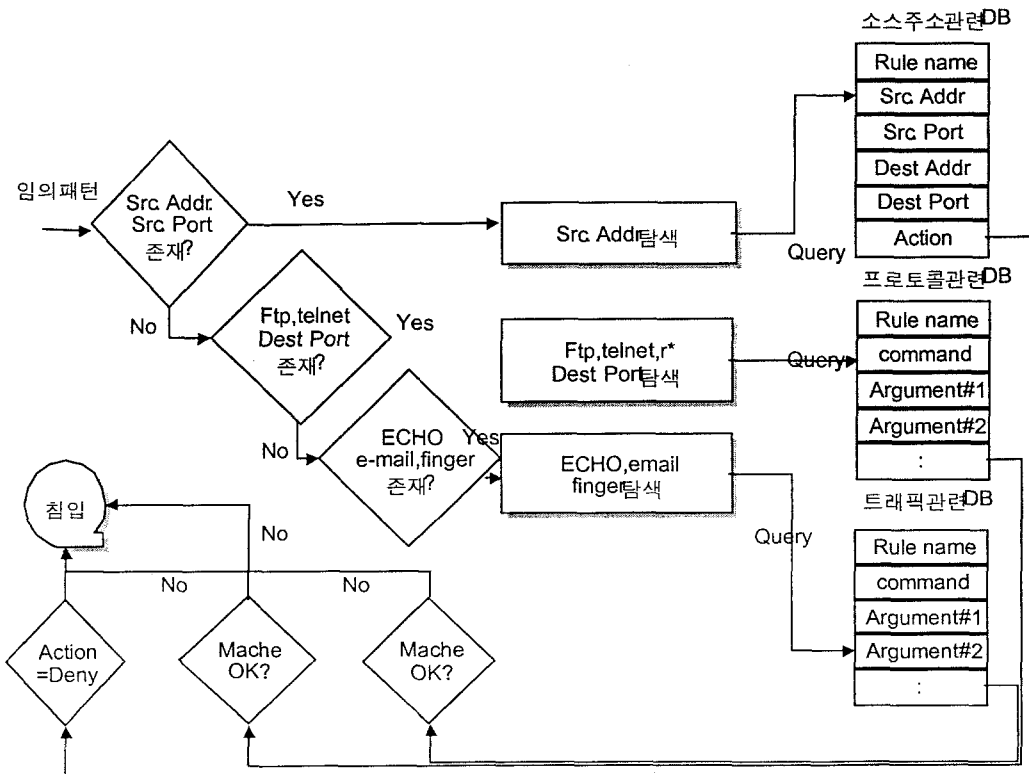 소스주소관련DB
Rule name
Src Addr
Src Port
Dest Addr
Dest Port
Action
임의패턴
Src Addr.
Src Port
존재?
Yes
Src Addr탐색
Query
No
Ftp,telnet
Dest Port
존재?
Yes
Ftp,telnet,r*
Dest Port탐색
Query
프로토콜관련DB
Rule name
command
Argument#1
Argument#2
:
No
ECHO
e-mail,finger
존재?
Yes
ECHO,email
finger탐색
Query
트래픽관련DB
Rule name
command
Argument#1
Argument#2
:
침입
No
No
No
Action
=Deny
Mache
OK?
Mache
OK?